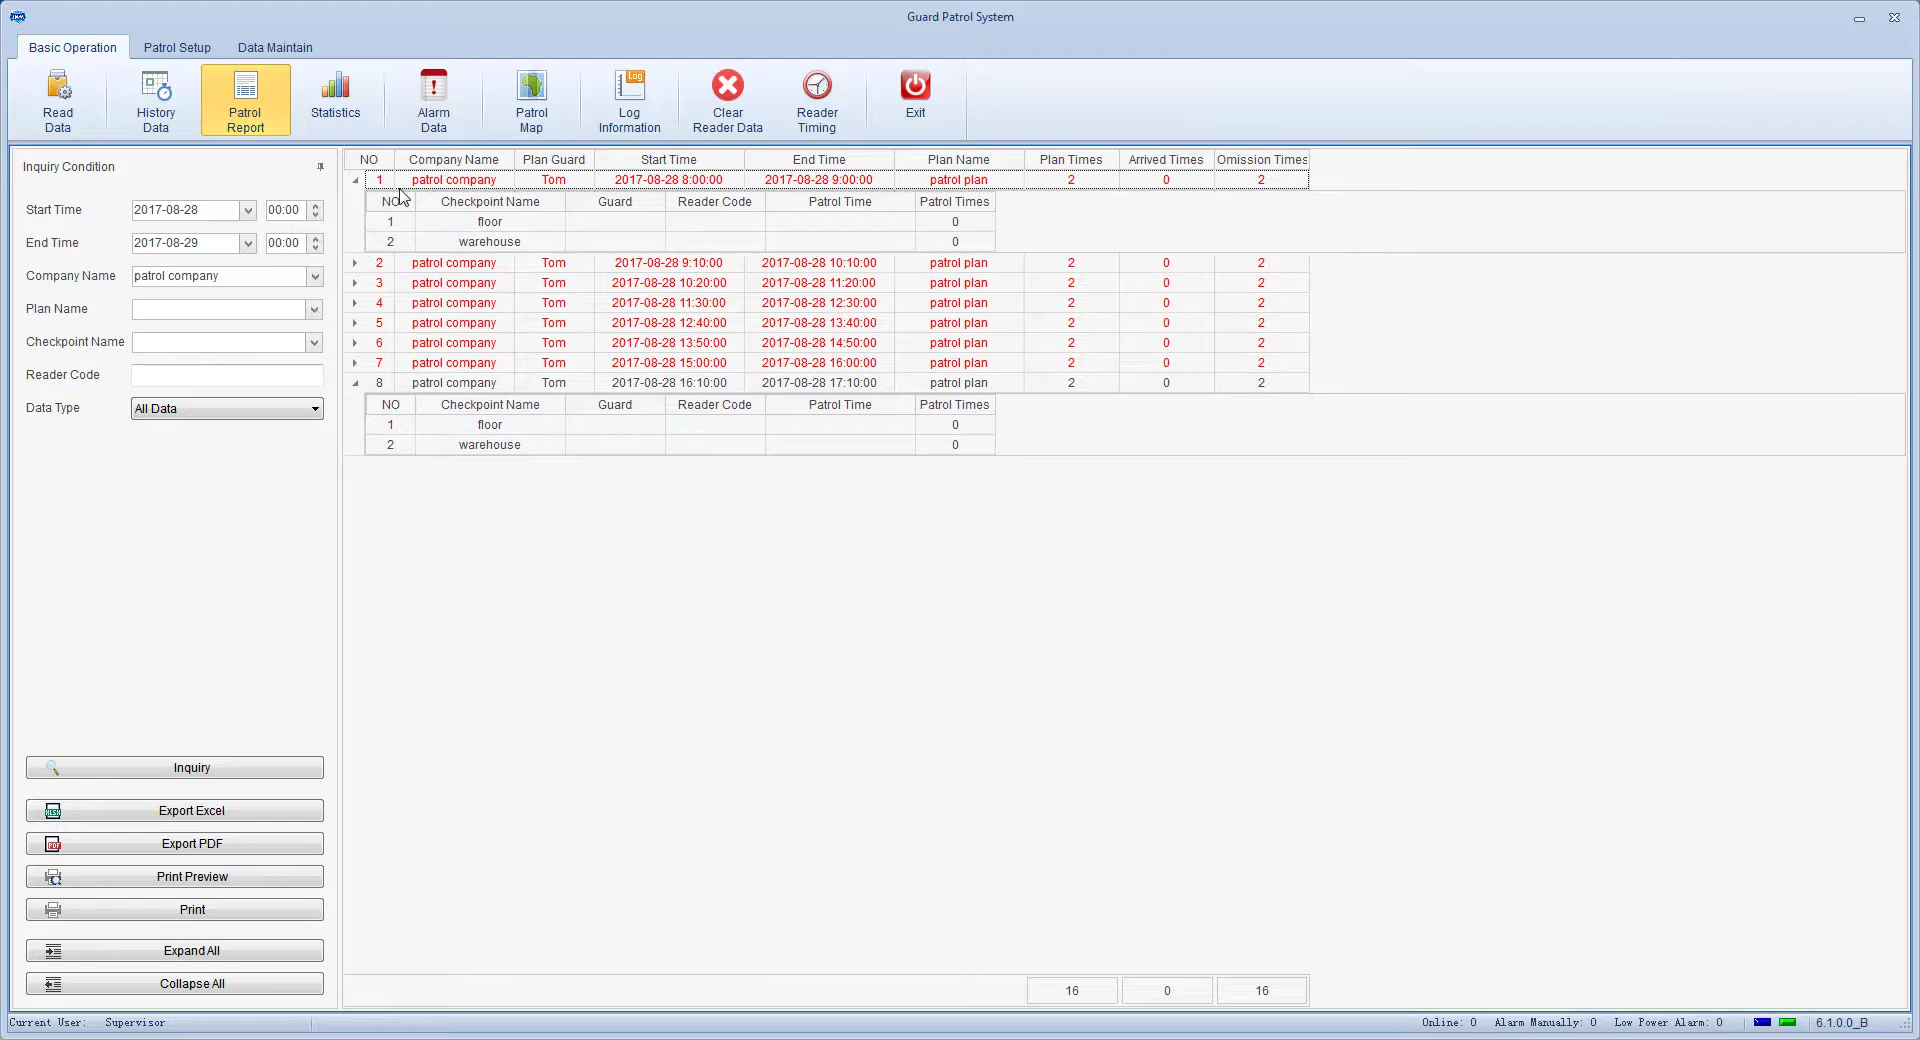 Guard Patrol System
Basic Operation Patrol Setup Data Maintain
Read Data History Data Patrol Report Statistics Alarm Data Patrol Map Log Information Clear Reader Data Reader Timing Exit
Inquiry Condition
Start Time 2017-08-28 00:00
End Time 2017-08-29 00:00
Company Name patrol company
Plan Name
Checkpoint Name
Reader Code
Data Type All Data
Inquiry
Export Excel
Export PDF
Print Preview
Print
Expand All
Collapse All
NO Company Name Plan Guard Start Time End Time Plan Name Plan Times Arrived Times Omission Times
1 patrol company Tom 2017-08-28 8:00:00 2017-08-28 9:00:00 patrol plan 2 0 2
NO Checkpoint Name Guard Reader Code Patrol Time Patrol Times
1 floor 0
2 warehouse 0
2 patrol company Tom 2017-08-28 9:10:00 2017-08-28 10:10:00 patrol plan 2 0 2
3 patrol company Tom 2017-08-28 10:20:00 2017-08-28 11:20:00 patrol plan 2 0 2
4 patrol company Tom 2017-08-28 11:30:00 2017-08-28 12:30:00 patrol plan 2 0 2
5 patrol company Tom 2017-08-28 12:40:00 2017-08-28 13:40:00 patrol plan 2 0 2
6 patrol company Tom 2017-08-28 13:50:00 2017-08-28 14:50:00 patrol plan 2 0 2
7 patrol company Tom 2017-08-28 15:00:00 2017-08-28 16:00:00 patrol plan 2 0 2
8 patrol company Tom 2017-08-28 16:10:00 2017-08-28 17:10:00 patrol plan 2 0 2
NO Checkpoint Name Guard Reader Code Patrol Time Patrol Times
1 floor 0
2 warehouse 0
16 0 16
Current User: Supervisor Online: 0 Alarm Manually: 0 Low Power Alarm: 0 6.1.0.0_B